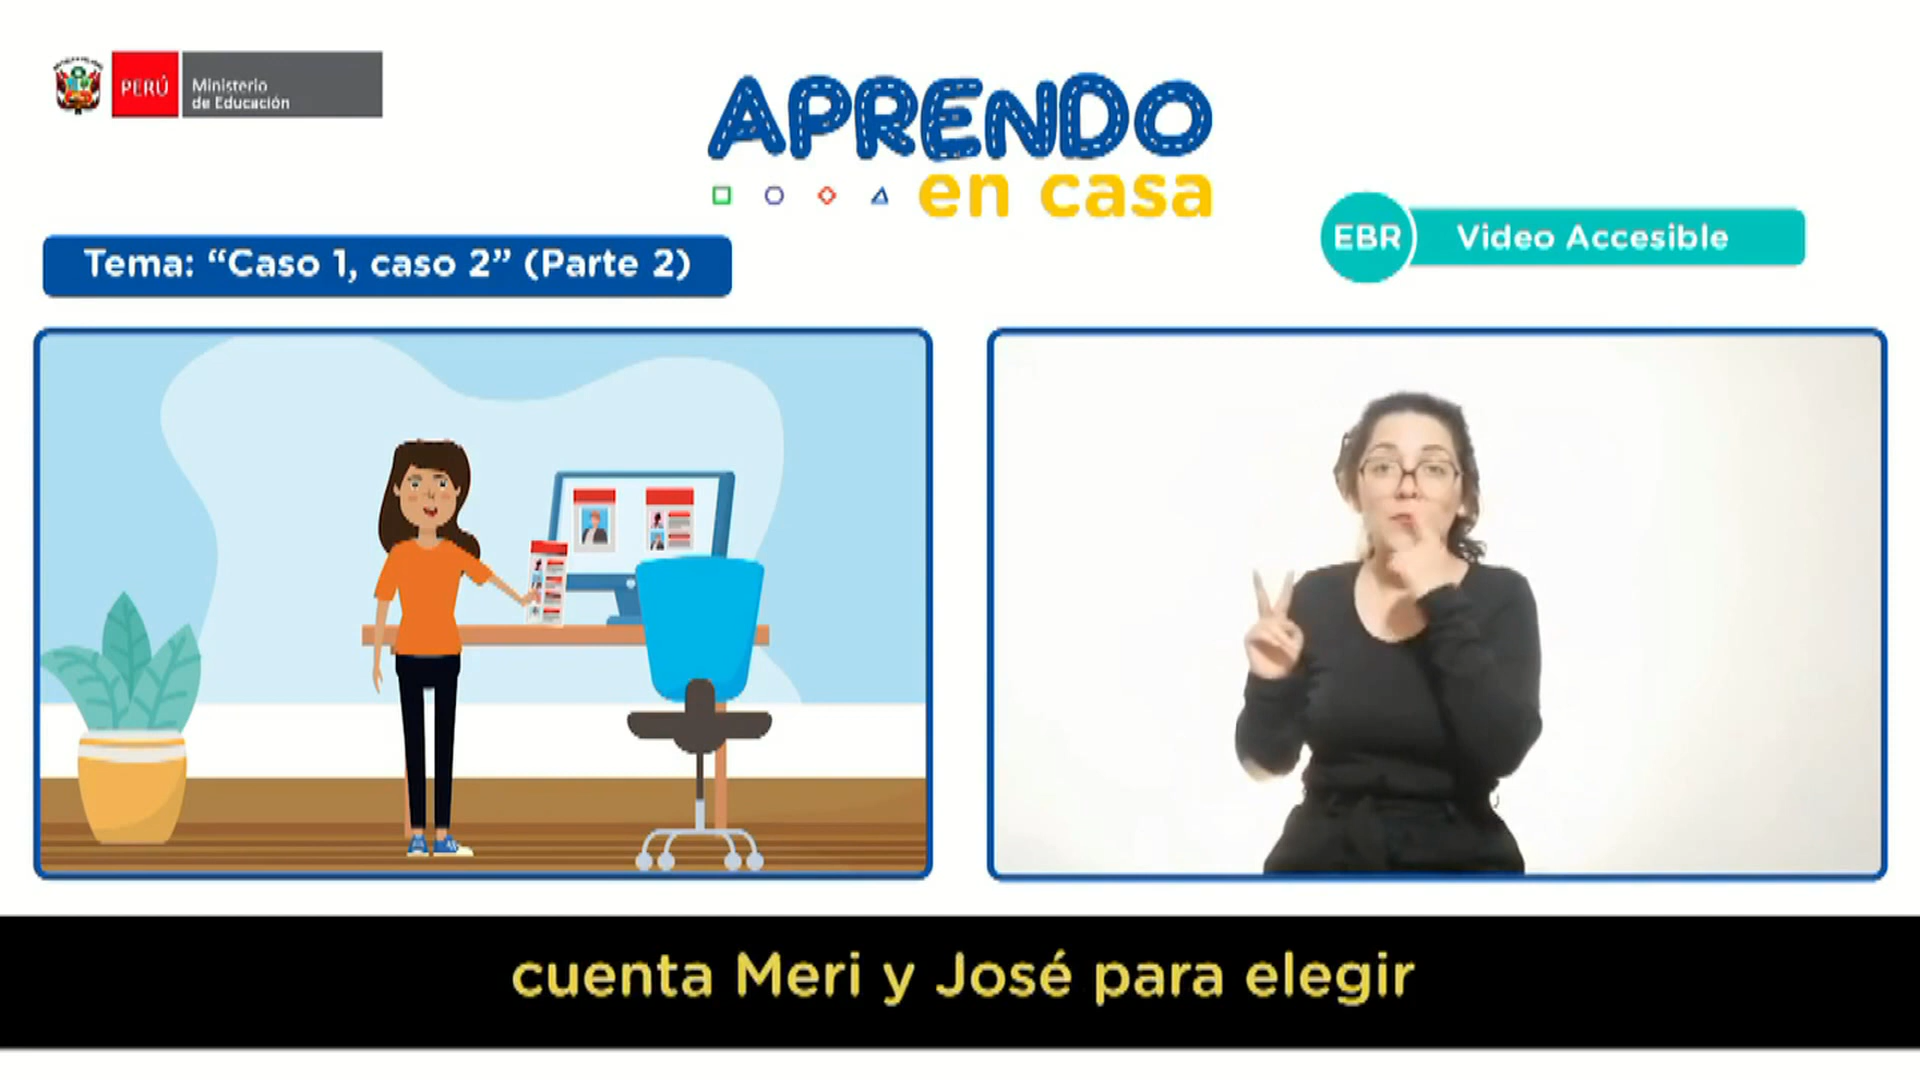 PERÚ
Ministerio
de Educación
APRENDO
en casa
EBR Video Accesible
Tema: “Caso 1, caso 2” (Parte 2)
cuenta Meri y José para elegir